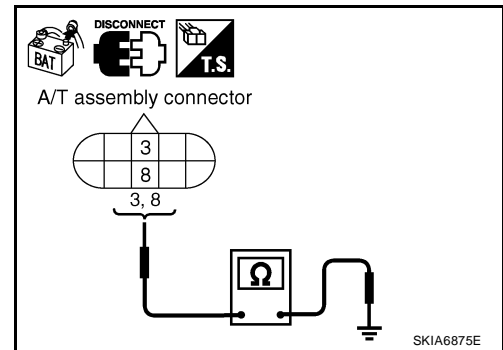 DISCONNECT
BAT
T.S.
A/T assembly connector
3
8
3, 8
Ω
SKIA6875E